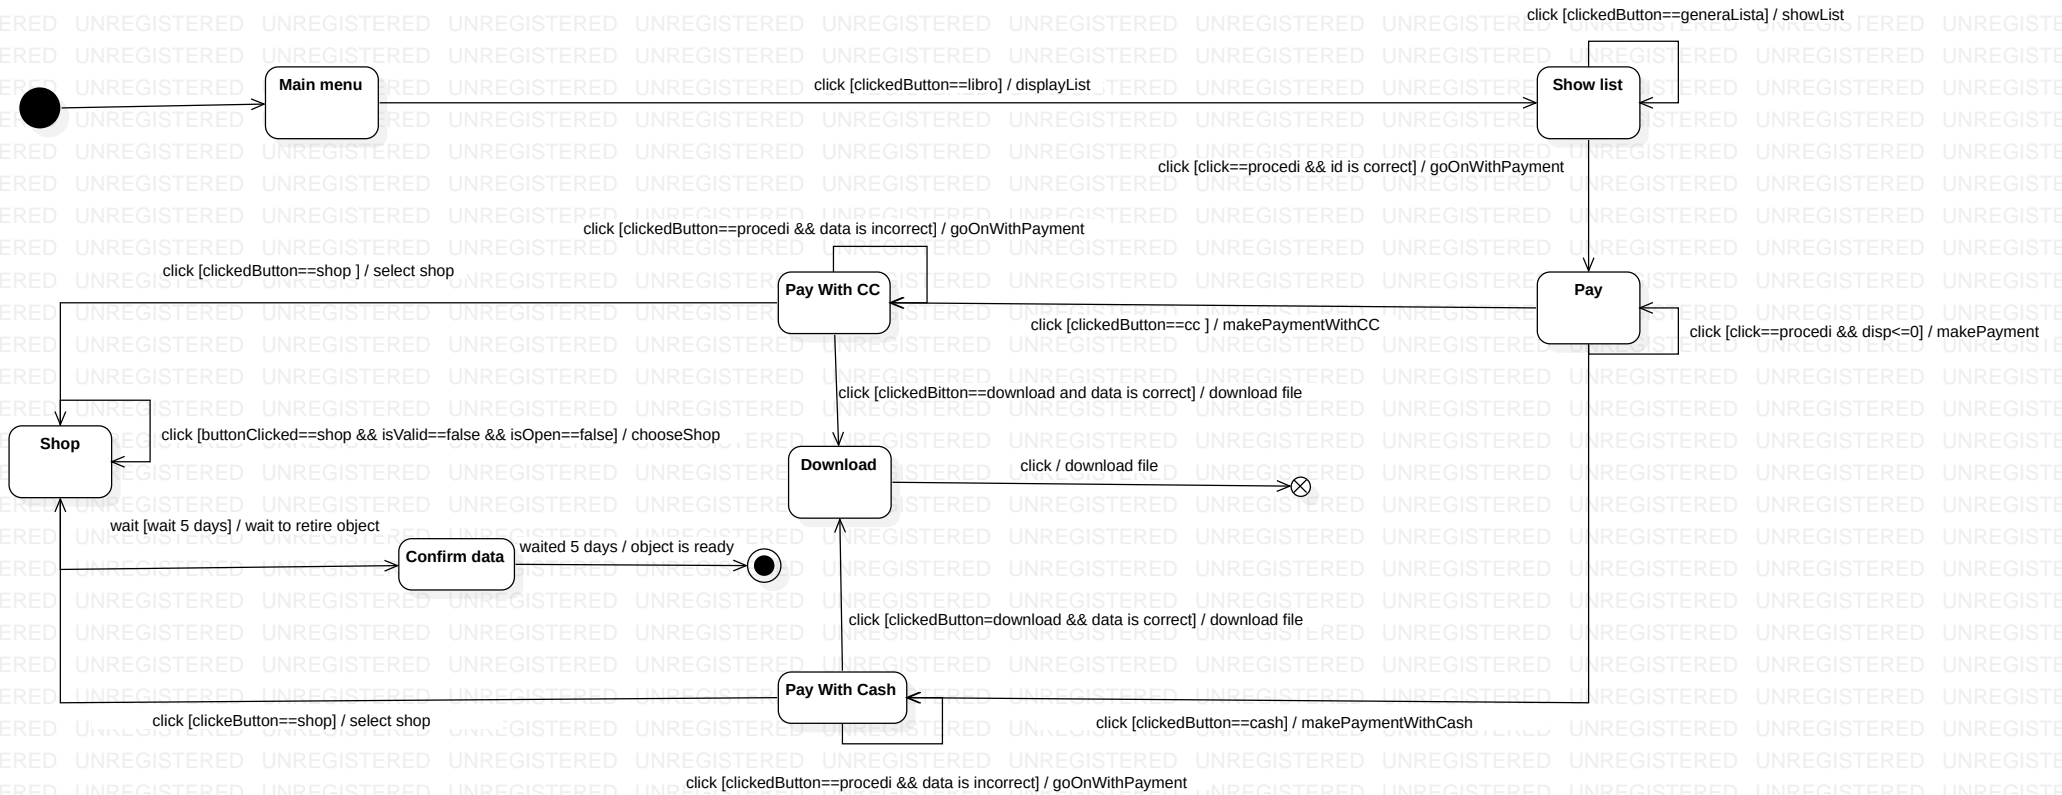 click [clickedButton==generaLista] / showList
Main menu
click [clickedButton==libro] / displayList
Show list
click [click==procedi && id is correct] / goOnWithPayment
click [clickedButton==procedi && data is incorrect] / goOnWithPayment
click [clickedButton==shop ] / select shop
Pay With CC
Pay
click [clickedButton==cc ] / makePaymentWithCC
click [click==procedi && disp<=0] / makePayment
click [clickedBitton==download and data is correct] / download file
Shop
click [buttonClicked==shop && isValid==false && isOpen==false] / chooseShop
Download
click / download file
wait [wait 5 days] / wait to retire object
Confirm data
waited 5 days / object is ready
click [clickedButton=download && data is correct] / download file
Pay With Cash
click [clickeButton==shop] / select shop
click [clickedButton==cash] / makePaymentWithCash
click [clickedButton==procedi && data is incorrect] / goOnWithPayment
UNREGISTERED